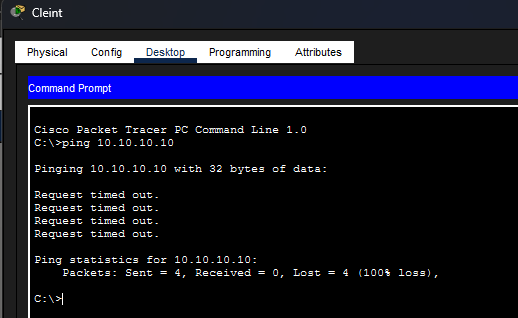 Cleint
Physical Config Desktop Programming Attributes
Command Prompt
Cisco Packet Tracer PC Command Line 1.0
C:\>ping 10.10.10.10
Pinging 10.10.10.10 with 32 bytes of data:
Request timed out.
Request timed out.
Request timed out.
Request timed out.
Ping statistics for 10.10.10.10:
Packets: Sent = 4, Received = 0, Lost = 4 (100% loss),
C:\>